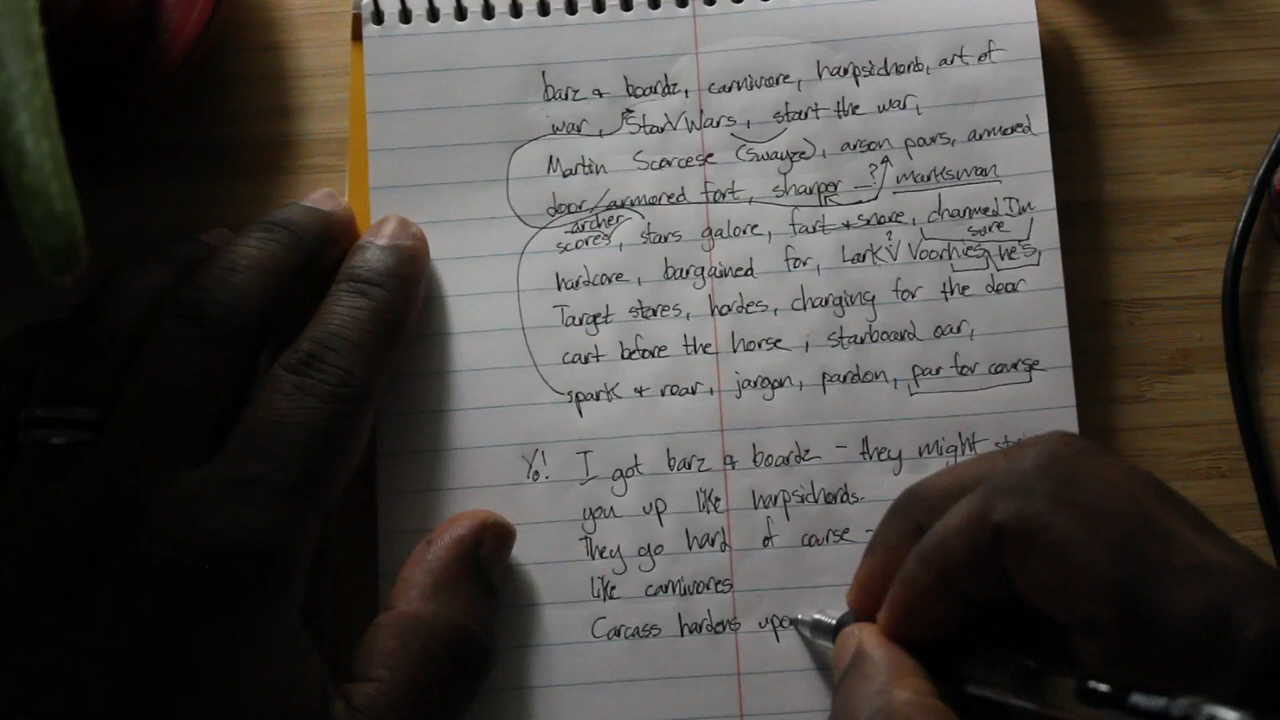 barz & boardz, carnivore, harpsichord, art of
war, Star Wars, start the war,
Martin Scorcese (Swayze), arson pours, armored
door/armored fort, sharper —? marksman
archer
scores, stars galore, fart & snore, charmed I'm
sure
hardcore, bargained for, Lark Voorhies, he's
Target stores, hordes, charging for the door
cart before the horse; starboard oar,
spark & roar, jargon, pardon, par for course
Yo! I got barz & boardz – they might
you up like harpsichords.
They go hard of course –
like carnivores
Carcass hardens upo